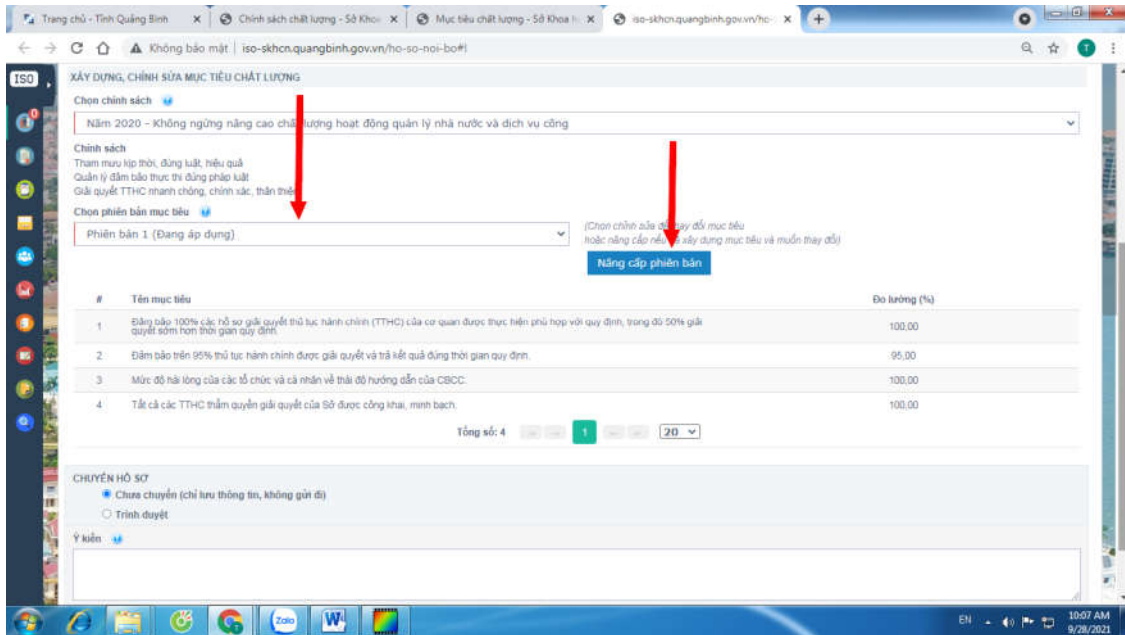 Trang chủ - Tỉnh Quảng Bình
Chính sách chất lượng - Sở Khoa
Mục tiêu chất lượng - Sở Khoa h
iso-skhcn.quangbinh.gov.vn/ho-
Không bảo mật | iso-skhcn.quangbinh.gov.vn/ho-so-noi-bo#!
T
ISO
XÂY DỰNG, CHỈNH SỬA MỤC TIÊU CHẤT LƯỢNG
Chọn chính sách
Năm 2020 - Không ngừng nâng cao chất lượng hoạt động quản lý nhà nước và dịch vụ công
Chính sách
Tham mưu kịp thời, đúng luật, hiệu quả
Quản lý đảm bảo thực thi đúng pháp luật
Giải quyết TTHC nhanh chóng, chính xác, thân thiện
Chọn phiên bản mục tiêu
Phiên bản 1 (Đang áp dụng)
(Chọn chỉnh sửa để thay đổi mục tiêu
hoặc nâng cấp nếu xây dựng mục tiêu và muốn thay đổi)
Nâng cấp phiên bản
# Tên mục tiêu Đo lường (%)
1 Đảm bảo 100% các hồ sơ giải quyết thủ tục hành chính (TTHC) của cơ quan được thực hiện phù hợp với quy định, trong đó 50% giải
quyết sớm hơn thời gian quy định. 100,00
2 Đảm bảo trên 95% thủ tục hành chính được giải quyết và trả kết quả đúng thời gian quy định. 95,00
3 Mức độ hài lòng của các tổ chức và cá nhân về thái độ hướng dẫn của CBCC. 100,00
4 Tất cả các TTHC thẩm quyền giải quyết của Sở được công khai, minh bạch. 100,00
Tổng số: 4 1 20
CHUYỂN HỒ SƠ
Chưa chuyển (chỉ lưu thông tin, không gửi đi)
Trình duyệt
Ý kiến
Zalo
W
EN
10:07 AM
9/28/2021